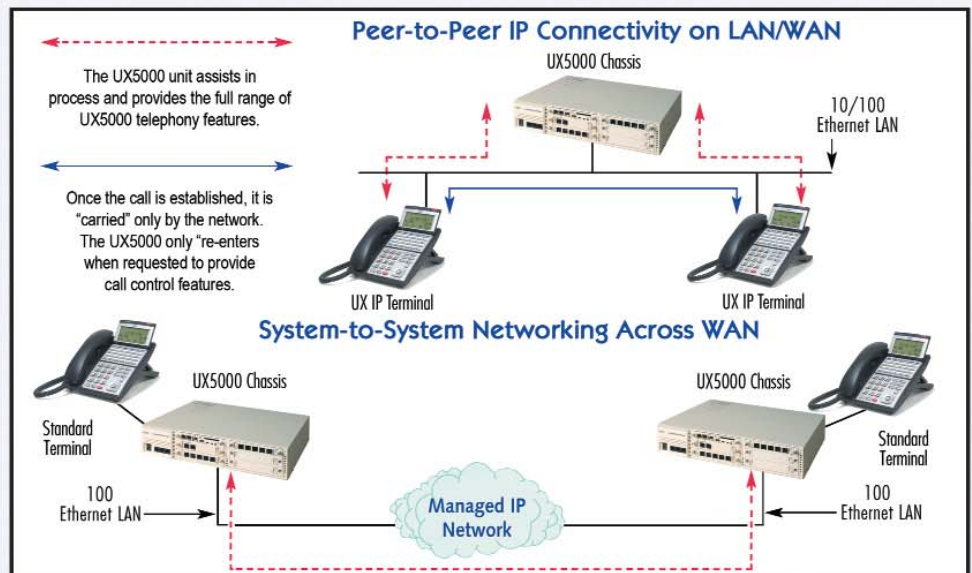 Peer-to-Peer IP Connectivity on LAN/WAN
UX5000 Chassis
The UX5000 unit assists in
process and provides the full range of
UX5000 telephony features.
10/100
Ethernet LAN
Once the call is established, it is
“carried” only by the network.
The UX5000 only “re-enters
when requested to provide
call control features.
UX IP Terminal
UX IP Terminal
System-to-System Networking Across WAN
UX5000 Chassis
UX5000 Chassis
Standard
Terminal
Standard
Terminal
100
Ethernet LAN
Managed IP
Network
100
Ethernet LAN